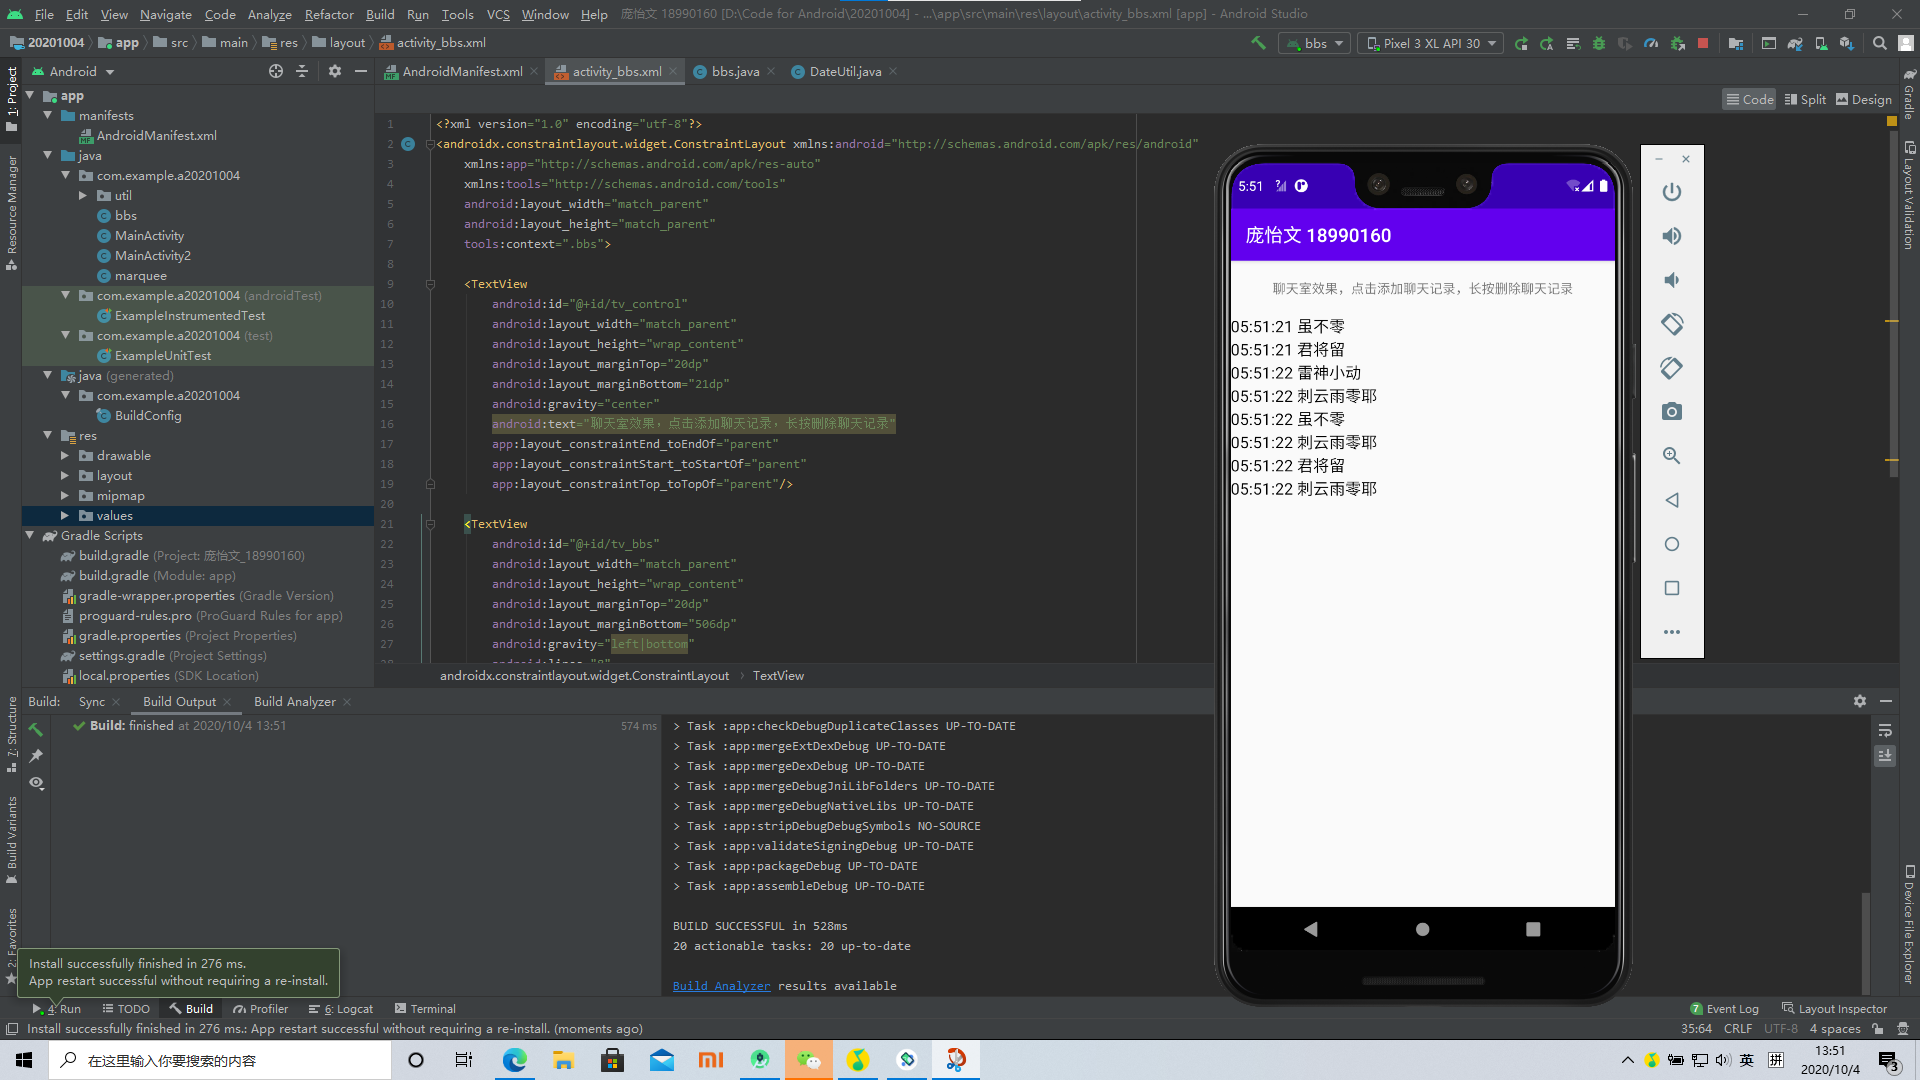 File Edit View Navigate Code Analyze Refactor Build Run Tools VCS Window Help 庞怡文 18990160 [D:\Code for Android\20201004] - ...\app\src\main\res\layout\activity_bbs.xml [app] - Android Studio
20201004 app src main res layout activity_bbs.xml bbs Pixel 3 XL API 30
Android AndroidManifest.xml activity_bbs.xml bbs.java DateUtil.java
Code Split Design
1: Project
Resource Manager
7: Structure
Build Variants
2: Favorites
app
manifests
AndroidManifest.xml
java
com.example.a20201004
util
bbs
MainActivity
MainActivity2
marquee
com.example.a20201004 (androidTest)
ExampleInstrumentedTest
com.example.a20201004 (test)
ExampleUnitTest
java (generated)
com.example.a20201004
BuildConfig
res
drawable
layout
mipmap
values
Gradle Scripts
build.gradle (Project: 庞怡文_18990160)
build.gradle (Module: app)
gradle-wrapper.properties (Gradle Version)
proguard-rules.pro (ProGuard Rules for app)
gradle.properties (Project Properties)
settings.gradle (Project Settings)
local.properties (SDK Location)
1 <?xml version="1.0" encoding="utf-8"?>
2 <androidx.constraintlayout.widget.ConstraintLayout xmlns:android="http://schemas.android.com/apk/res/android"
3 xmlns:app="http://schemas.android.com/apk/res-auto"
4 xmlns:tools="http://schemas.android.com/tools"
5 android:layout_width="match_parent"
6 android:layout_height="match_parent"
7 tools:context=".bbs">
8
9 <TextView
10 android:id="@+id/tv_control"
11 android:layout_width="match_parent"
12 android:layout_height="wrap_content"
13 android:layout_marginTop="20dp"
14 android:layout_marginBottom="21dp"
15 android:gravity="center"
16 android:text="聊天室效果，点击添加聊天记录，长按删除聊天记录"
17 app:layout_constraintEnd_toEndOf="parent"
18 app:layout_constraintStart_toStartOf="parent"
19 app:layout_constraintTop_toTopOf="parent"/>
20
21 <TextView
22 android:id="@+id/tv_bbs"
23 android:layout_width="match_parent"
24 android:layout_height="wrap_content"
25 android:layout_marginTop="20dp"
26 android:layout_marginBottom="506dp"
27 android:gravity="left|bottom"
28 android:lines="8"
androidx.constraintlayout.widget.ConstraintLayout TextView
5:51
庞怡文 18990160
聊天室效果，点击添加聊天记录，长按删除聊天记录
05:51:21 虽不零
05:51:21 君将留
05:51:22 雷神小动
05:51:22 刺云雨零耶
05:51:22 虽不零
05:51:22 刺云雨零耶
05:51:22 君将留
05:51:22 刺云雨零耶
Gradle
Layout Validation
Device File Explorer
Build: Sync Build Output Build Analyzer
Build: finished at 2020/10/4 13:51 574 ms
> Task :app:checkDebugDuplicateClasses UP-TO-DATE
> Task :app:mergeExtDexDebug UP-TO-DATE
> Task :app:mergeDexDebug UP-TO-DATE
> Task :app:mergeDebugJniLibFolders UP-TO-DATE
> Task :app:mergeDebugNativeLibs UP-TO-DATE
> Task :app:stripDebugDebugSymbols NO-SOURCE
> Task :app:validateSigningDebug UP-TO-DATE
> Task :app:packageDebug UP-TO-DATE
> Task :app:assembleDebug UP-TO-DATE
BUILD SUCCESSFUL in 528ms
20 actionable tasks: 20 up-to-date
Build Analyzer results available
Install successfully finished in 276 ms.
App restart successful without requiring a re-install.
4: Run TODO Build Profiler 6: Logcat Terminal 7 Event Log Layout Inspector
Install successfully finished in 276 ms.: App restart successful without requiring a re-install. (moments ago) 35:64 CRLF UTF-8 4 spaces
在这里输入你要搜索的内容
英 拼
13:51
2020/10/4
3